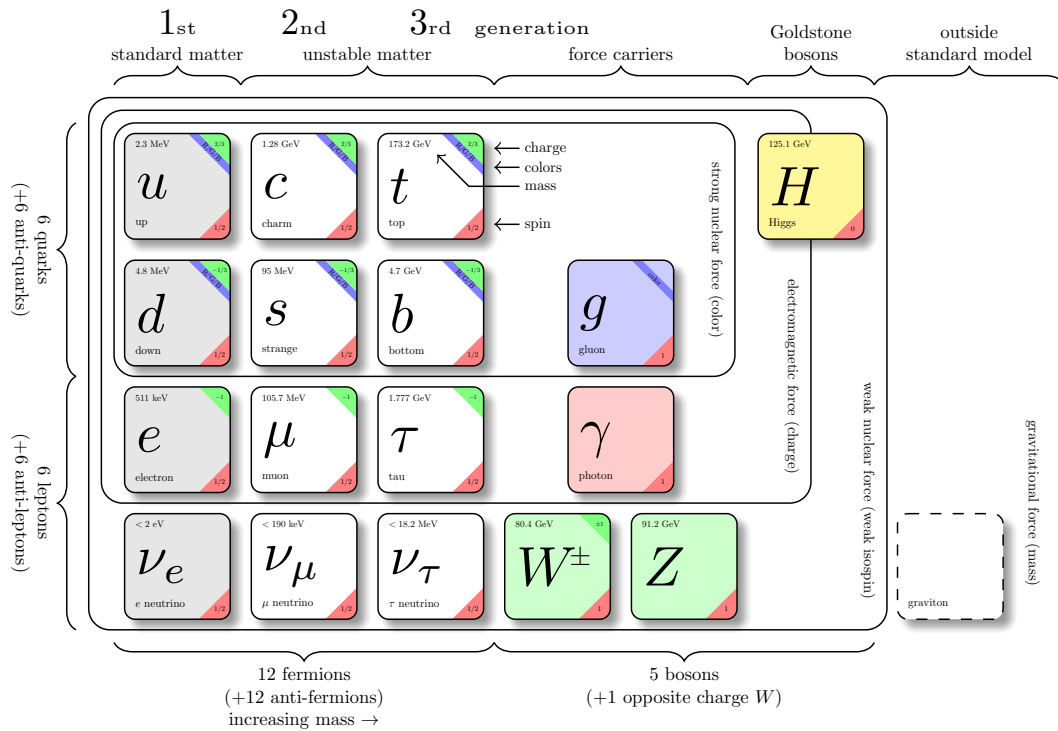 1st 2nd 3rd generation
standard matter unstable matter force carriers Goldstone bosons outside standard model
6 quarks
(+6 anti-quarks)
6 leptons
(+6 anti-leptons)
2.3 MeV 2/3 R/G/B u up 1/2
1.28 GeV 2/3 R/G/B c charm 1/2
173.2 GeV 2/3 R/G/B t top 1/2
charge
colors
mass
spin
125.1 GeV H Higgs 0
4.8 MeV −1/3 R/G/B d down 1/2
95 MeV −1/3 R/G/B s strange 1/2
4.7 GeV −1/3 R/G/B b bottom 1/2
color g gluon 1
strong nuclear force (color)
511 keV −1 e electron 1/2
105.7 MeV −1 μ muon 1/2
1.777 GeV −1 τ tau 1/2
γ photon 1
electromagnetic force (charge)
< 2 eV νe e neutrino 1/2
< 190 keV νμ μ neutrino 1/2
< 18.2 MeV ντ τ neutrino 1/2
80.4 GeV ±1 W± 1
91.2 GeV Z 1
weak nuclear force (weak isospin)
graviton
gravitational force (mass)
12 fermions
(+12 anti-fermions)
increasing mass →
5 bosons
(+1 opposite charge W)